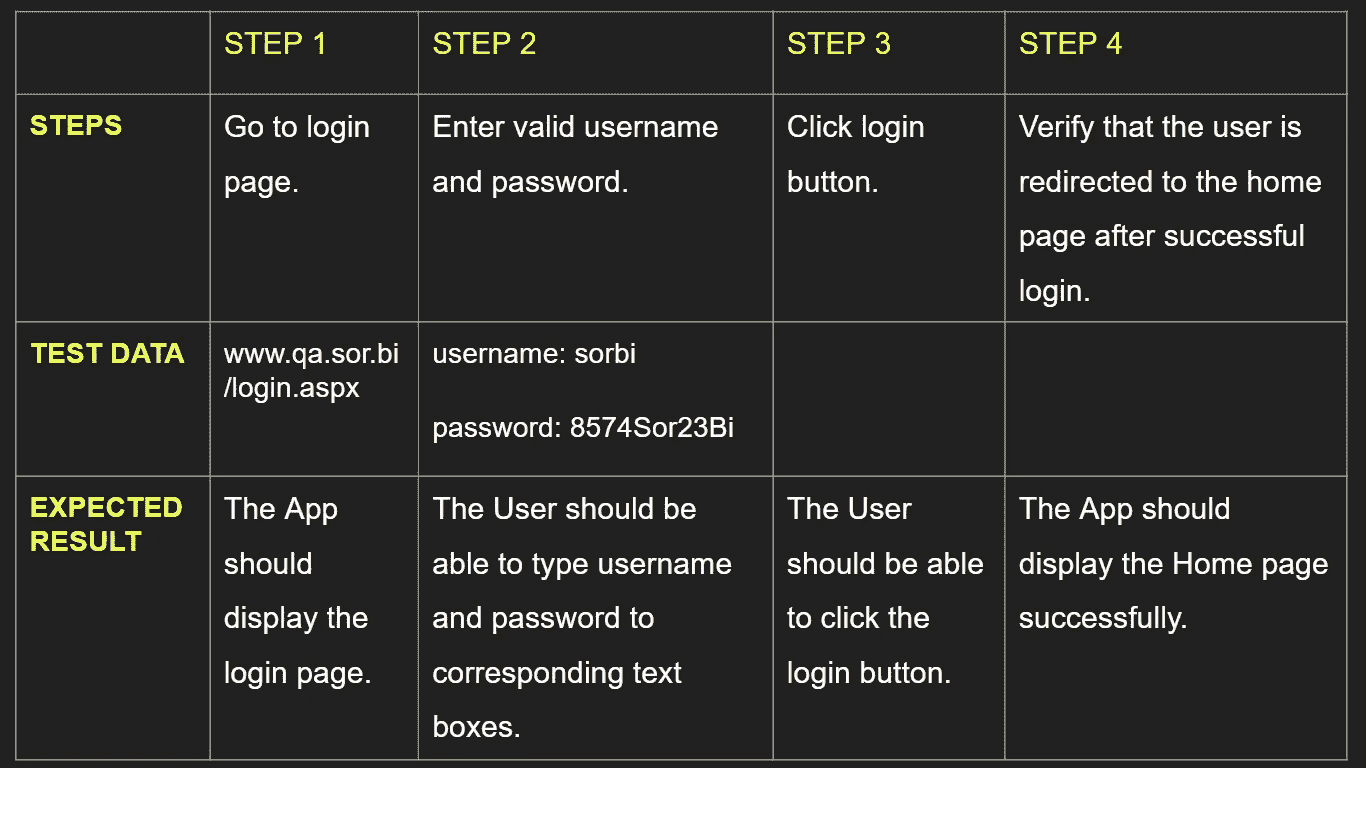 STEP 1
STEP 2
STEP 3
STEP 4
STEPS
Go to login
page.
Enter valid username
and password.
Click login
button.
Verify that the user is
redirected to the home
page after successful
login.
TEST DATA
www.qa.sor.bi
/login.aspx
username: sorbi
password: 8574Sor23Bi
EXPECTED
RESULT
The App
should
display the
login page.
The User should be
able to type username
and password to
corresponding text
boxes.
The User
should be able
to click the
login button.
The App should
display the Home page
successfully.